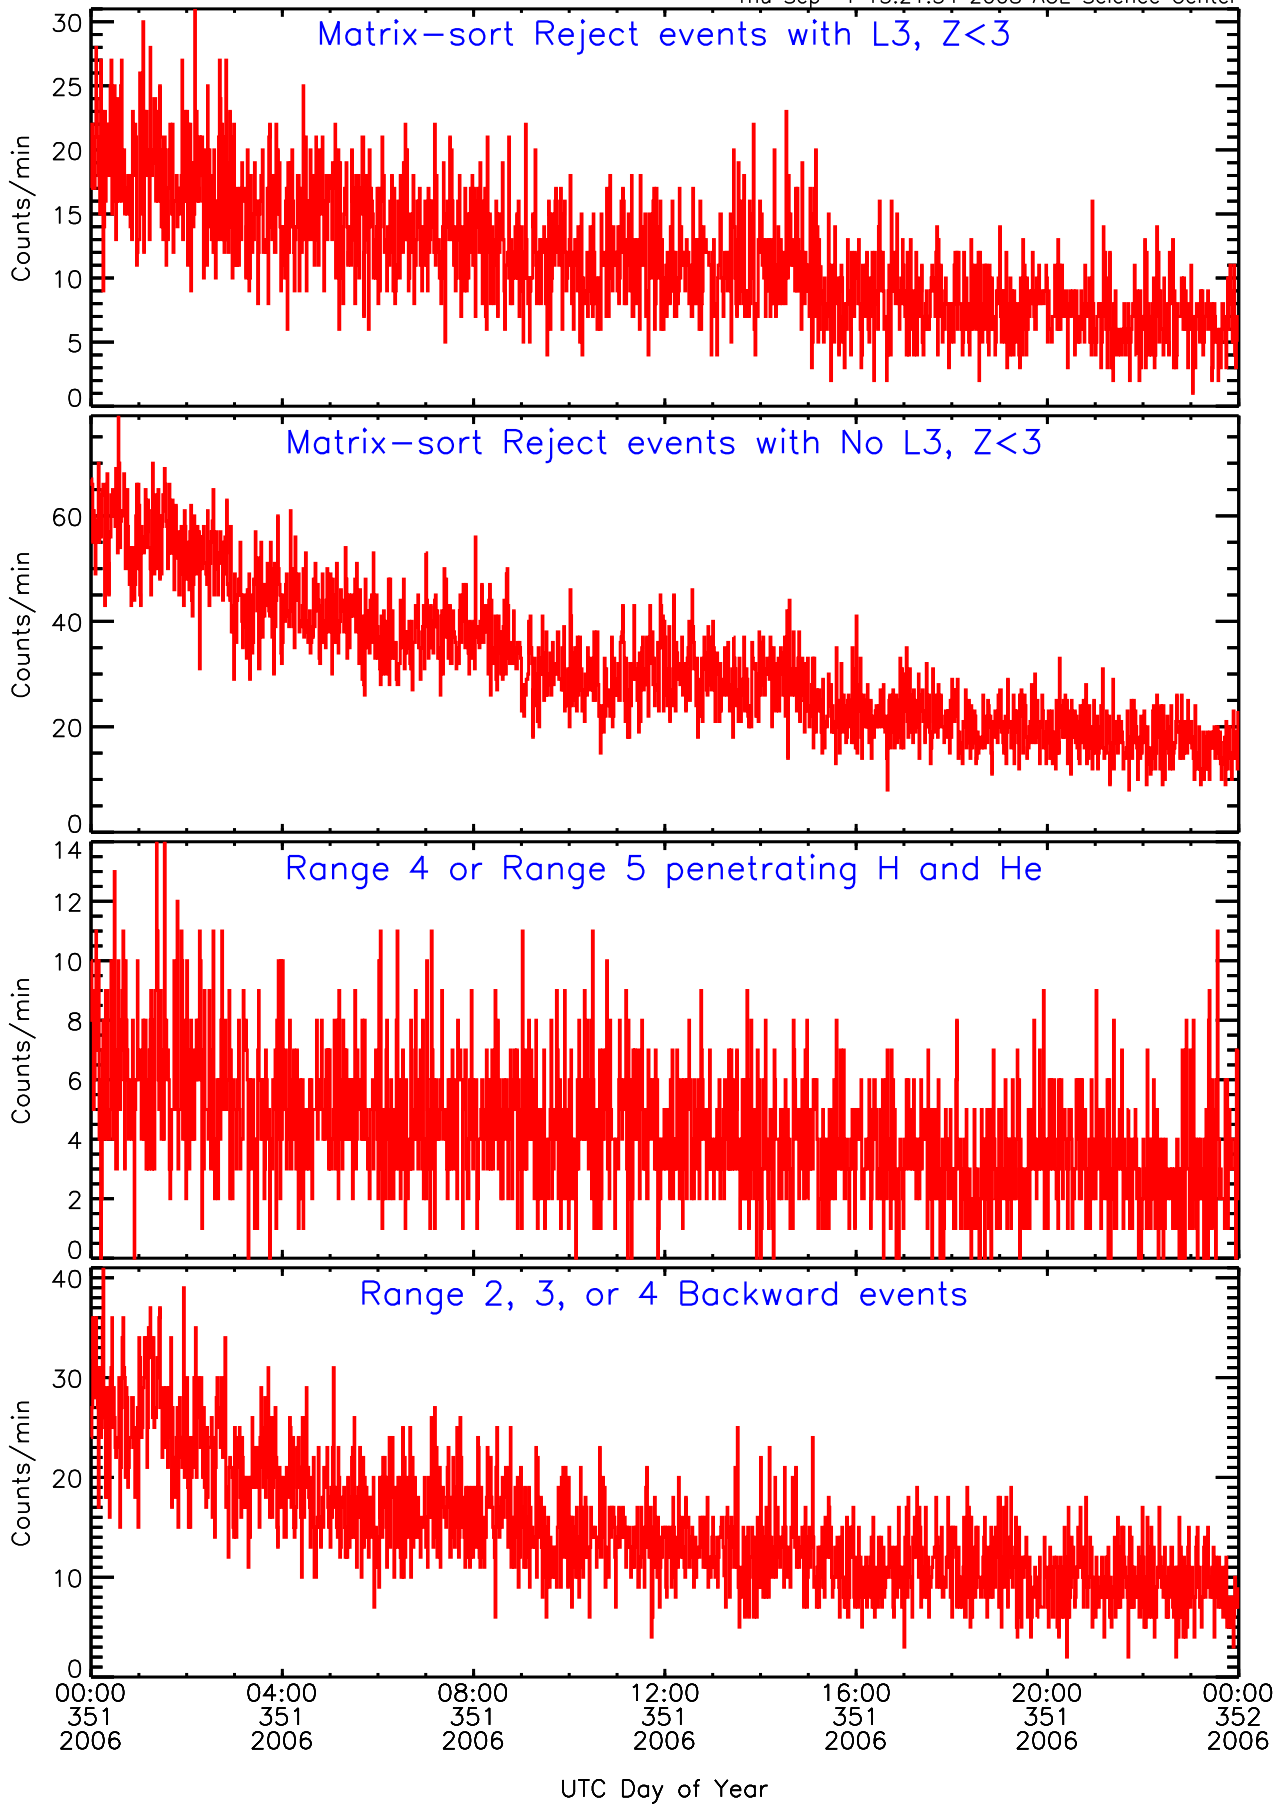 Matrix-sort Reject events with L3, Z<3
30
25
20
15
10
5
0
Counts/min
Matrix-sort Reject events with No L3, Z<3
60
40
20
0
Counts/min
Range 4 or Range 5 penetrating H and He
14
12
10
8
6
4
2
0
Counts/min
Range 2, 3, or 4 Backward events
40
30
20
10
0
Counts/min
00:00 04:00 08:00 12:00 16:00 20:00 00:00
351 351 351 351 351 351 352
2006 2006 2006 2006 2006 2006 2006
UTC Day of Year